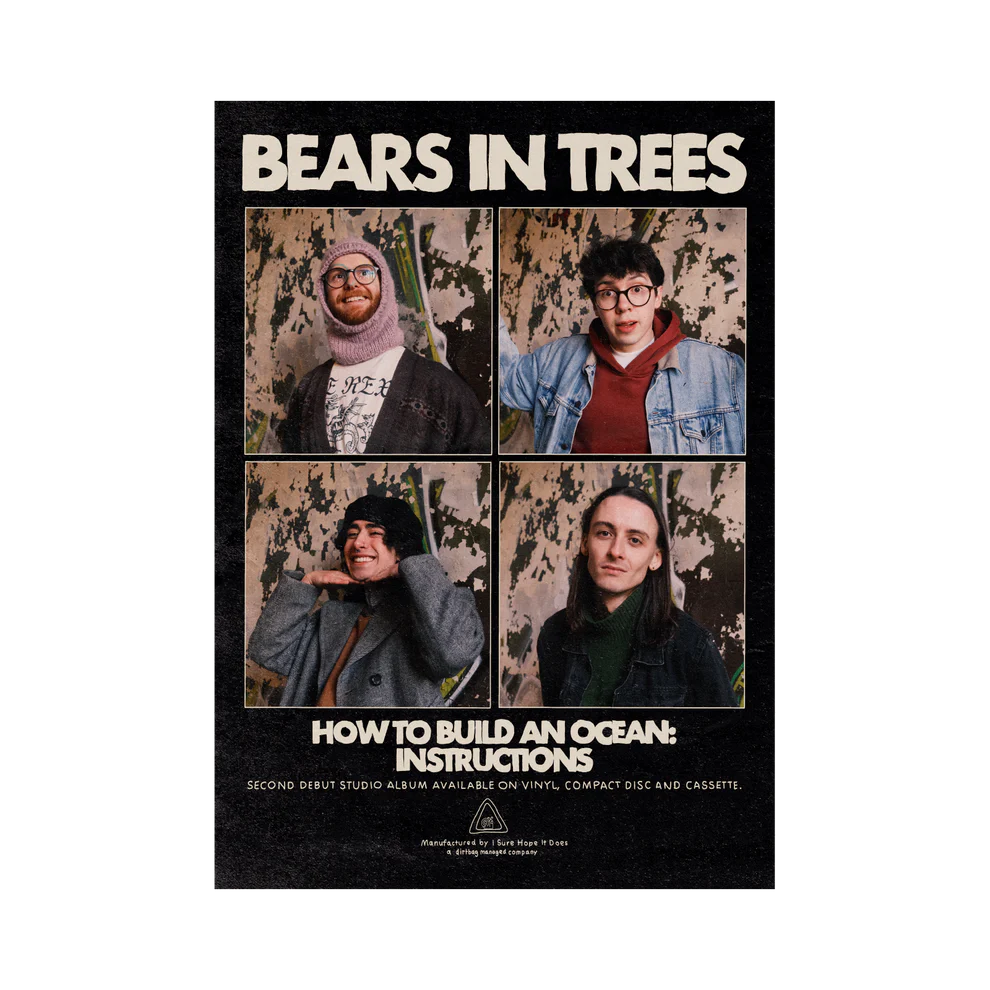 BEARS IN TREES
E REX
HOW TO BUILD AN OCEAN:
INSTRUCTIONS
SECOND DEBUT STUDIO ALBUM AVAILABLE ON VINYL, COMPACT DISC AND CASSETTE.
Manufactured by I Sure Hope It Does
a dirtbag managed company